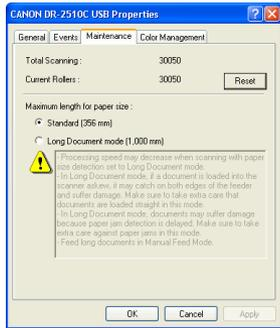 CANON DR-2510C USB Properties
General Events Maintenance Color Management
Total Scanning : 30050
Current Rollers : 30050 Reset
Maximum length for paper size :
Standard (356 mm)
Long Document mode (1,000 mm)
- Processing speed may decrease when scanning with paper
size detection set to Long Document mode.
- In Long Document mode, if a document is loaded into the
scanner askew, it may catch on both edges of the feeder
and suffer damage. Make sure to take extra care that
documents are loaded straight in this mode.
- In Long Document mode, documents may suffer damage
because paper jam detection is delayed. Make sure to take
extra care against paper jams in this mode.
- Feed long documents in Manual Feed Mode.
OK Cancel Apply